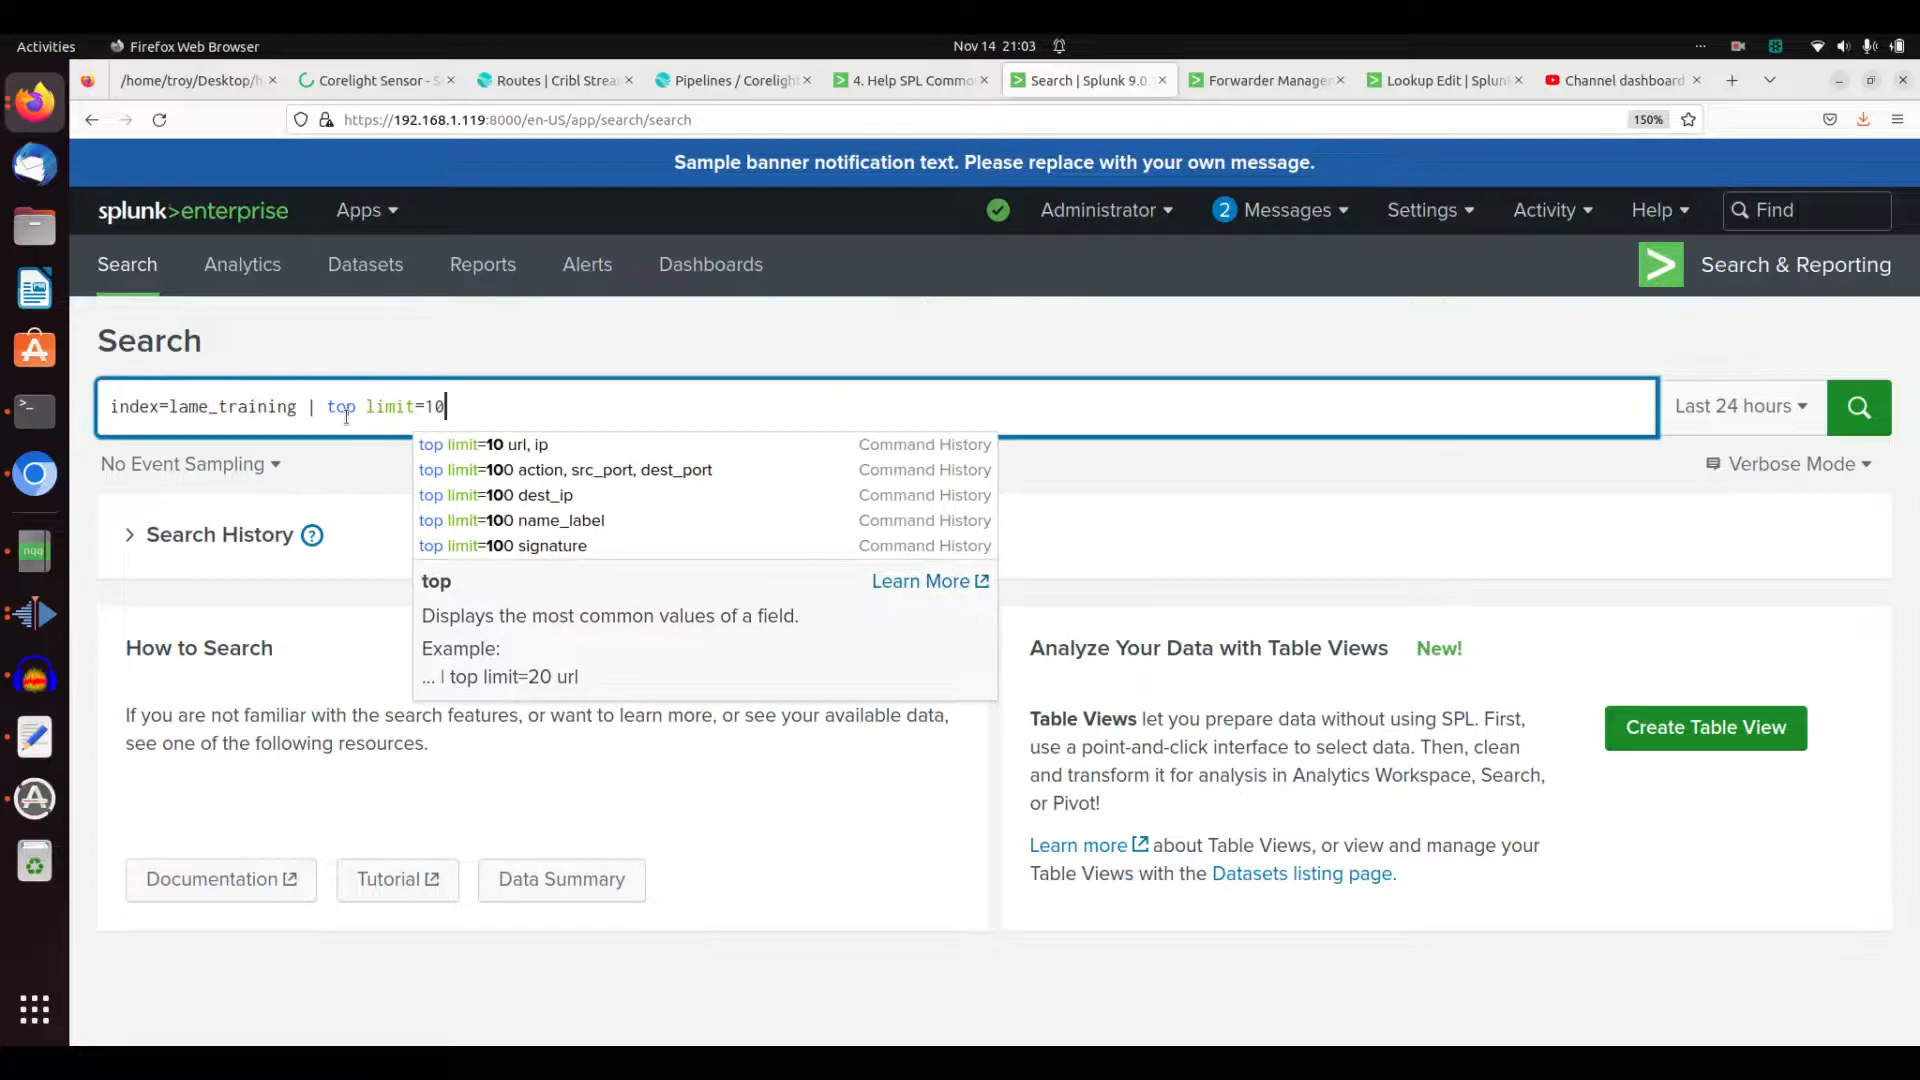 Activities
Firefox Web Browser
Nov 14 21:03
/home/troy/Desktop/h
Corelight Sensor - S
Routes | Cribl Strea
Pipelines / Corelight
4. Help SPL Commo
Search | Splunk 9.0.
Forwarder Manage
Lookup Edit | Splun
Channel dashboard
https://192.168.1.119:8000/en-US/app/search/search
150%
Sample banner notification text. Please replace with your own message.
splunk>enterprise
Apps
Administrator
2
Messages
Settings
Activity
Help
Find
Search
Analytics
Datasets
Reports
Alerts
Dashboards
Search & Reporting
Search
index=lame_training | top limit=10
Last 24 hours
top limit=10 url, ip Command History
top limit=100 action, src_port, dest_port Command History
top limit=100 dest_ip Command History
top limit=100 name_label Command History
top limit=100 signature Command History
top
Learn More
Displays the most common values of a field.
Example:
... | top limit=20 url
No Event Sampling
Verbose Mode
Search History ?
nqq
How to Search
If you are not familiar with the search features, or want to learn more, or see your available data,
see one of the following resources.
Documentation
Tutorial
Data Summary
Analyze Your Data with Table Views New!
Table Views let you prepare data without using SPL. First,
use a point-and-click interface to select data. Then, clean
and transform it for analysis in Analytics Workspace, Search,
or Pivot!
Learn more about Table Views, or view and manage your
Table Views with the Datasets listing page.
Create Table View